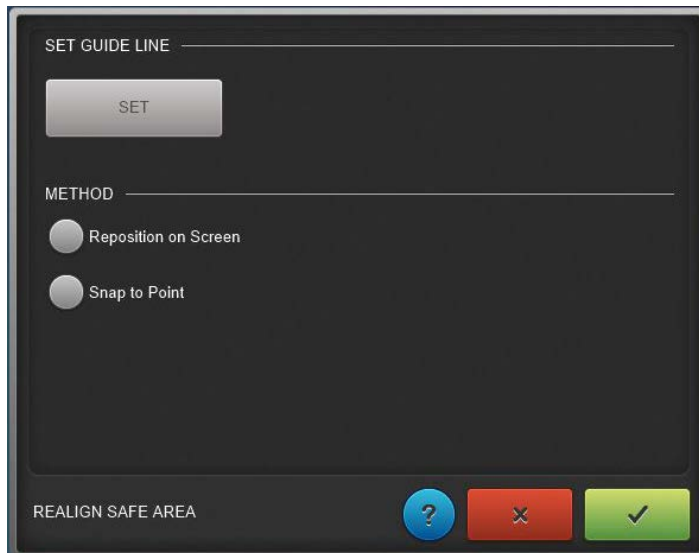 SET GUIDE LINE
SET
METHOD
Reposition on Screen
Snap to Point
REALIGN SAFE AREA
?